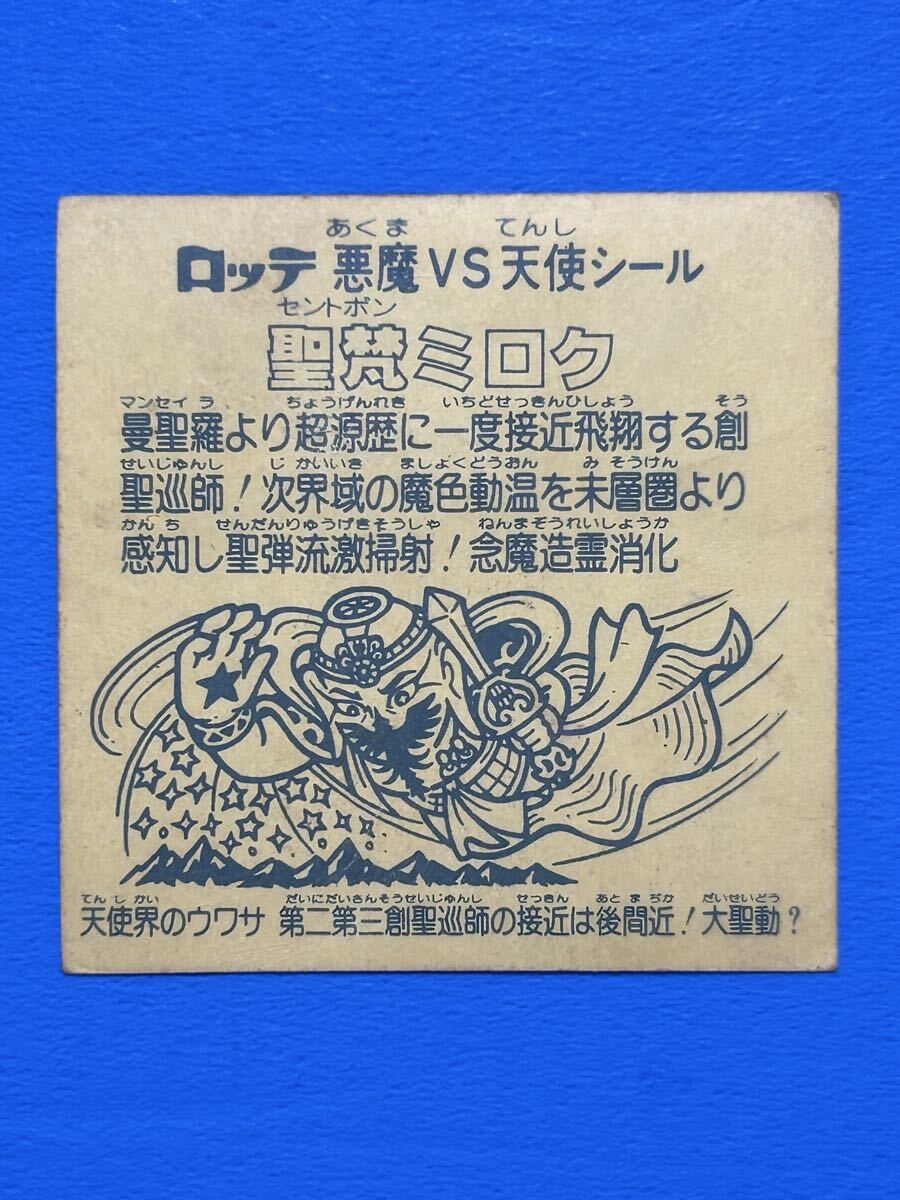 あくま てんし
ロッテ 悪魔VS天使シール
セントボン
聖梵ミロク
マンセイラ ちょうげんれき いちどせっきんひしょう そう
曼聖羅より超源歴に一度接近飛翔する創
せいじゅんし じかいいき ましょくどうおん みそうけん
聖巡師！次界域の魔色動温を未層圏より
かんち せんだんりゅうげきそうしゃ ねんまぞうれいしょうか
感知し聖弾流激掃射！念魔造霊消化
てんしかい だいにだいさんそうせいじゅんし せっきん あとまぢか だいせいどう
天使界のウワサ 第二第三創聖巡師の接近は後間近！大聖動？